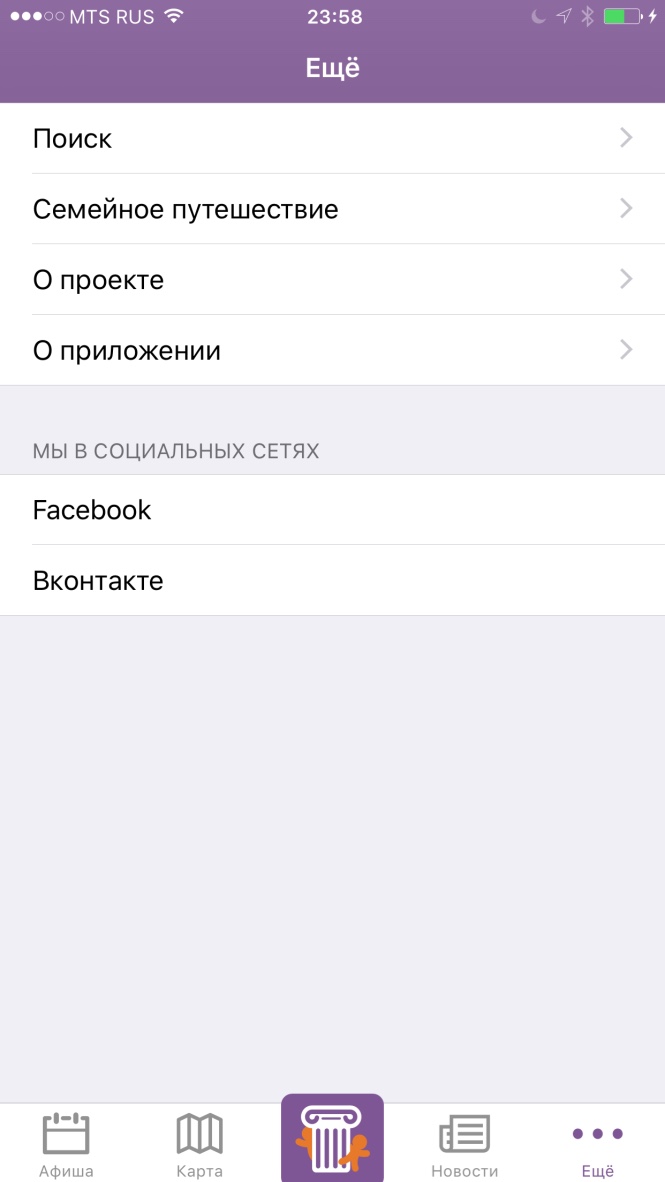 MTS RUS
23:58
Ещё
Поиск
Семейное путешествие
О проекте
О приложении
МЫ В СОЦИАЛЬНЫХ СЕТЯХ
Facebook
Вконтакте
Афиша
Карта
Новости
Ещё